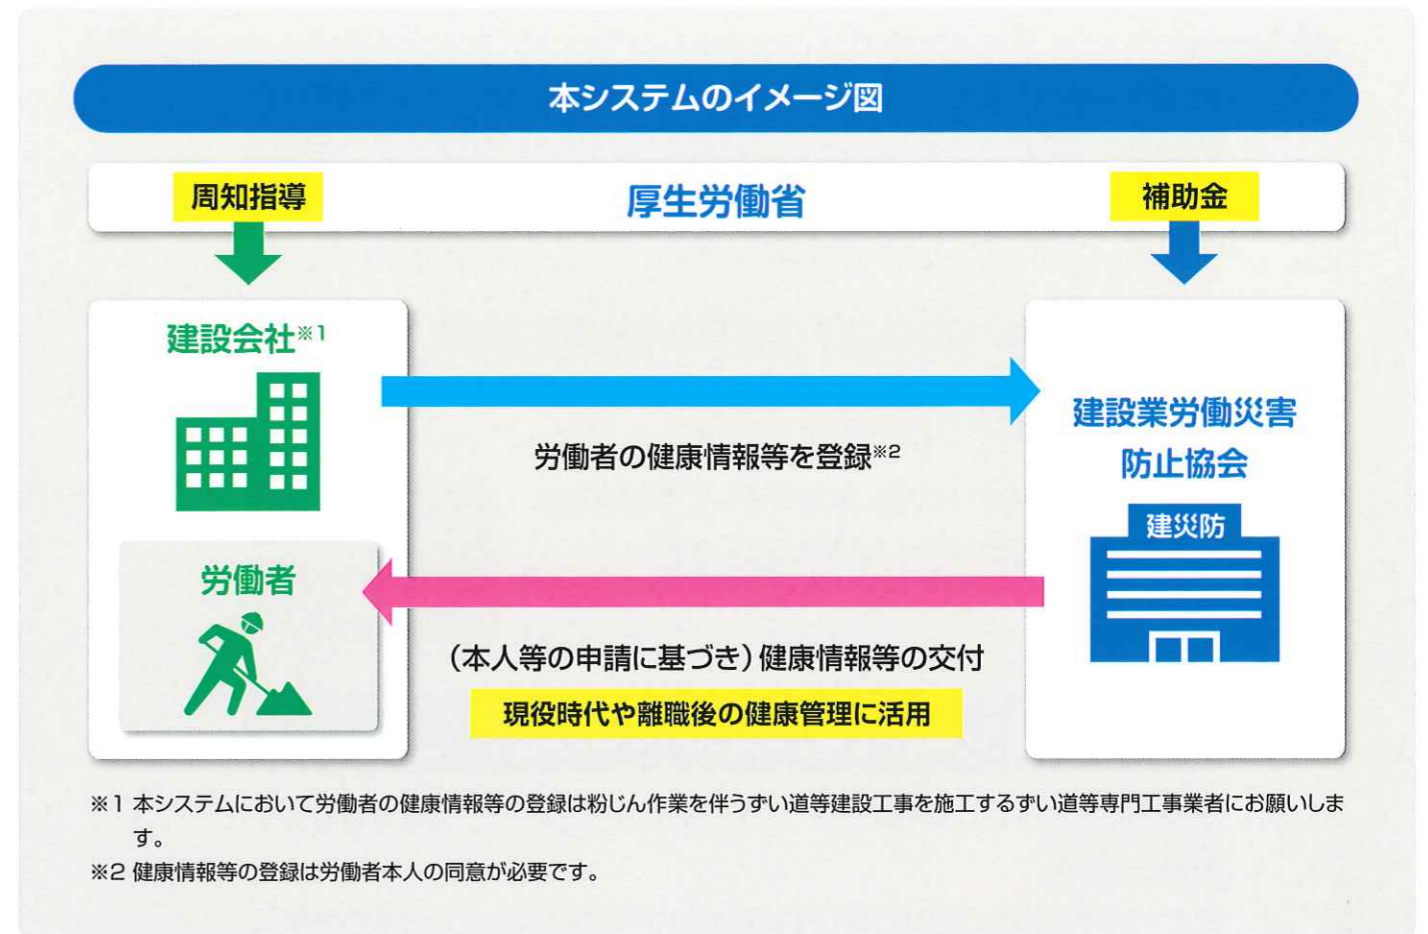 本システムのイメージ図
周知指導
厚生労働省
補助金
建設会社※1
労働者の健康情報等を登録※2
建設業労働災害
防止協会
建災防
労働者
（本人等の申請に基づき）健康情報等の交付
現役時代や離職後の健康管理に活用
※1 本システムにおいて労働者の健康情報等の登録は粉じん作業を伴うずい道等建設工事を施工するずい道等専門工事業者にお願いしま
す。
※2 健康情報等の登録は労働者本人の同意が必要です。